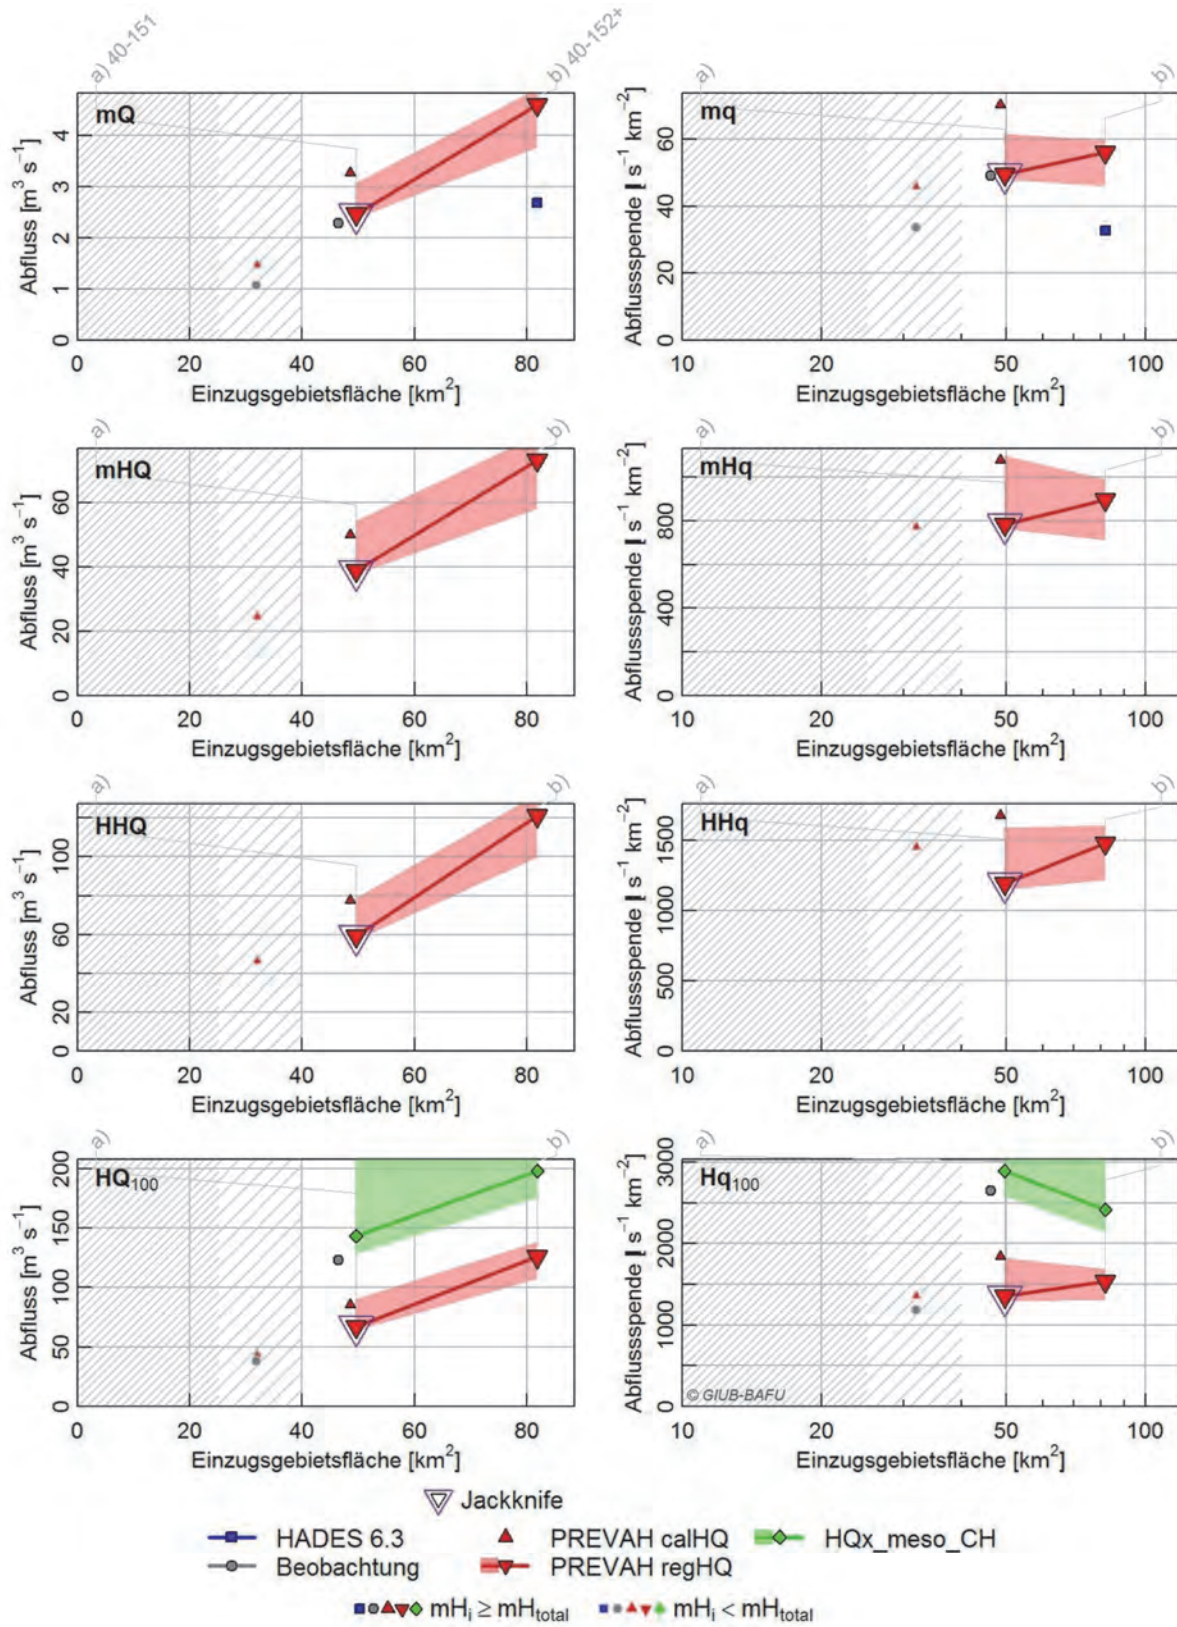 a) 40-151
b) 40-152+
a)
b)
mQ
mq
Abfluss [m³ s⁻¹]
0 1 2 3 4
0 20 40 60 80
Einzugsgebietsfläche [km²]
Abflussspende [l s⁻¹ km⁻²]
0 20 40 60
10 20 50 100
Einzugsgebietsfläche [km²]
a)
b)
a)
b)
mHQ
mHq
Abfluss [m³ s⁻¹]
0 20 40 60
0 20 40 60 80
Einzugsgebietsfläche [km²]
Abflussspende [l s⁻¹ km⁻²]
0 400 800
10 20 50 100
Einzugsgebietsfläche [km²]
a)
b)
a)
b)
HHQ
HHq
Abfluss [m³ s⁻¹]
0 20 60 100
0 20 40 60 80
Einzugsgebietsfläche [km²]
Abflussspende [l s⁻¹ km⁻²]
0 500 1000 1500
10 20 50 100
Einzugsgebietsfläche [km²]
a)
b)
a)
b)
HQ₁₀₀
Hq₁₀₀
Abfluss [m³ s⁻¹]
0 50 100 150 200
0 20 40 60 80
Einzugsgebietsfläche [km²]
Abflussspende [l s⁻¹ km⁻²]
0 1000 2000 3000
© GIUB-BAFU
10 20 50 100
Einzugsgebietsfläche [km²]
Jackknife
HADES 6.3
PREVAH calHQ
HQx_meso_CH
Beobachtung
PREVAH regHQ
mHᵢ ≥ mH_total
mHᵢ < mH_total